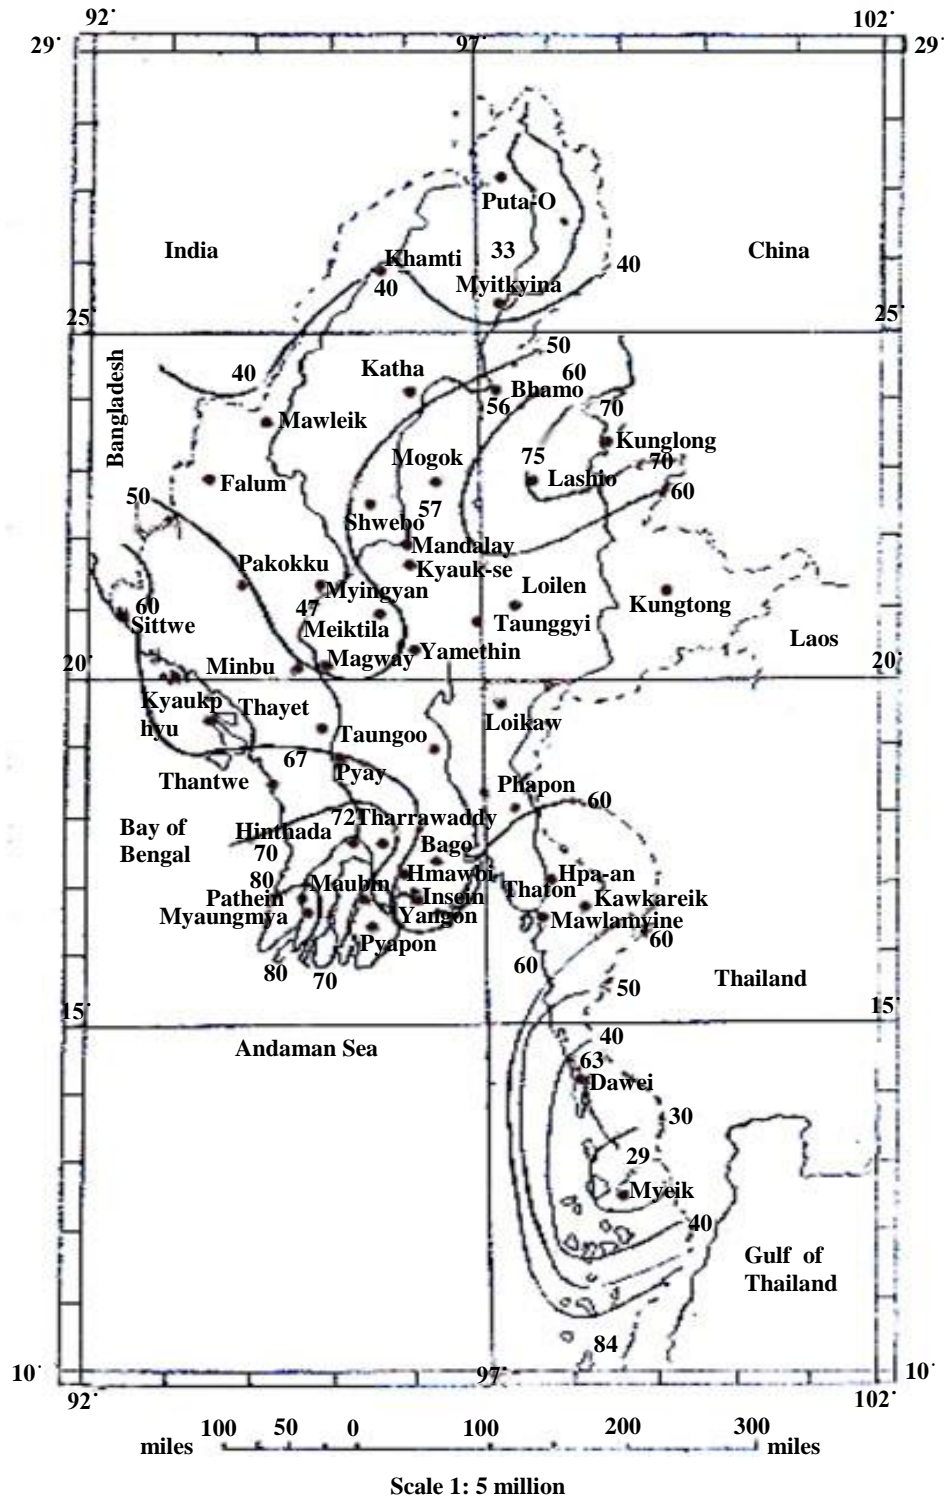 92˙
102˙
29˙
97˙
29˙
Puta-O
India
33
China
Khamti
40
40
Myitkyina
25˙
25˙
50
Bangladesh
Katha
40
60
Bhamo
56
70
Mawleik
Kunglong
Mogok
75
70
Falum
Lashio
60
50
57
Shwebo
Mandalay
Pakokku
Kyauk-se
Myingyan
Loilen
60
47
Kungtong
Sittwe
Meiktila
Taunggyi
Laos
Minbu
Magway
Yamethin
20˙
20˙
Kyaukp
hyu
Thayet
Loikaw
Taungoo
67
Pyay
Thantwe
Phapon
60
Bay of
Bengal
72
Tharrawaddy
Hinthada
70
Bago
80
Hmawbi
Hpa-an
Maubin
Thaton
Pathein
Insein
Kawkareik
Myaungmya
Yangon
Mawlamyine
Pyapon
60
60
80
70
Thailand
50
15˙
15˙
Andaman Sea
40
63
Dawei
30
29
Myeik
40
Gulf of
Thailand
84
10˙
97˙
10˙
92˙
102˙
100 50 0 100 200 300
miles miles
Scale 1: 5 million